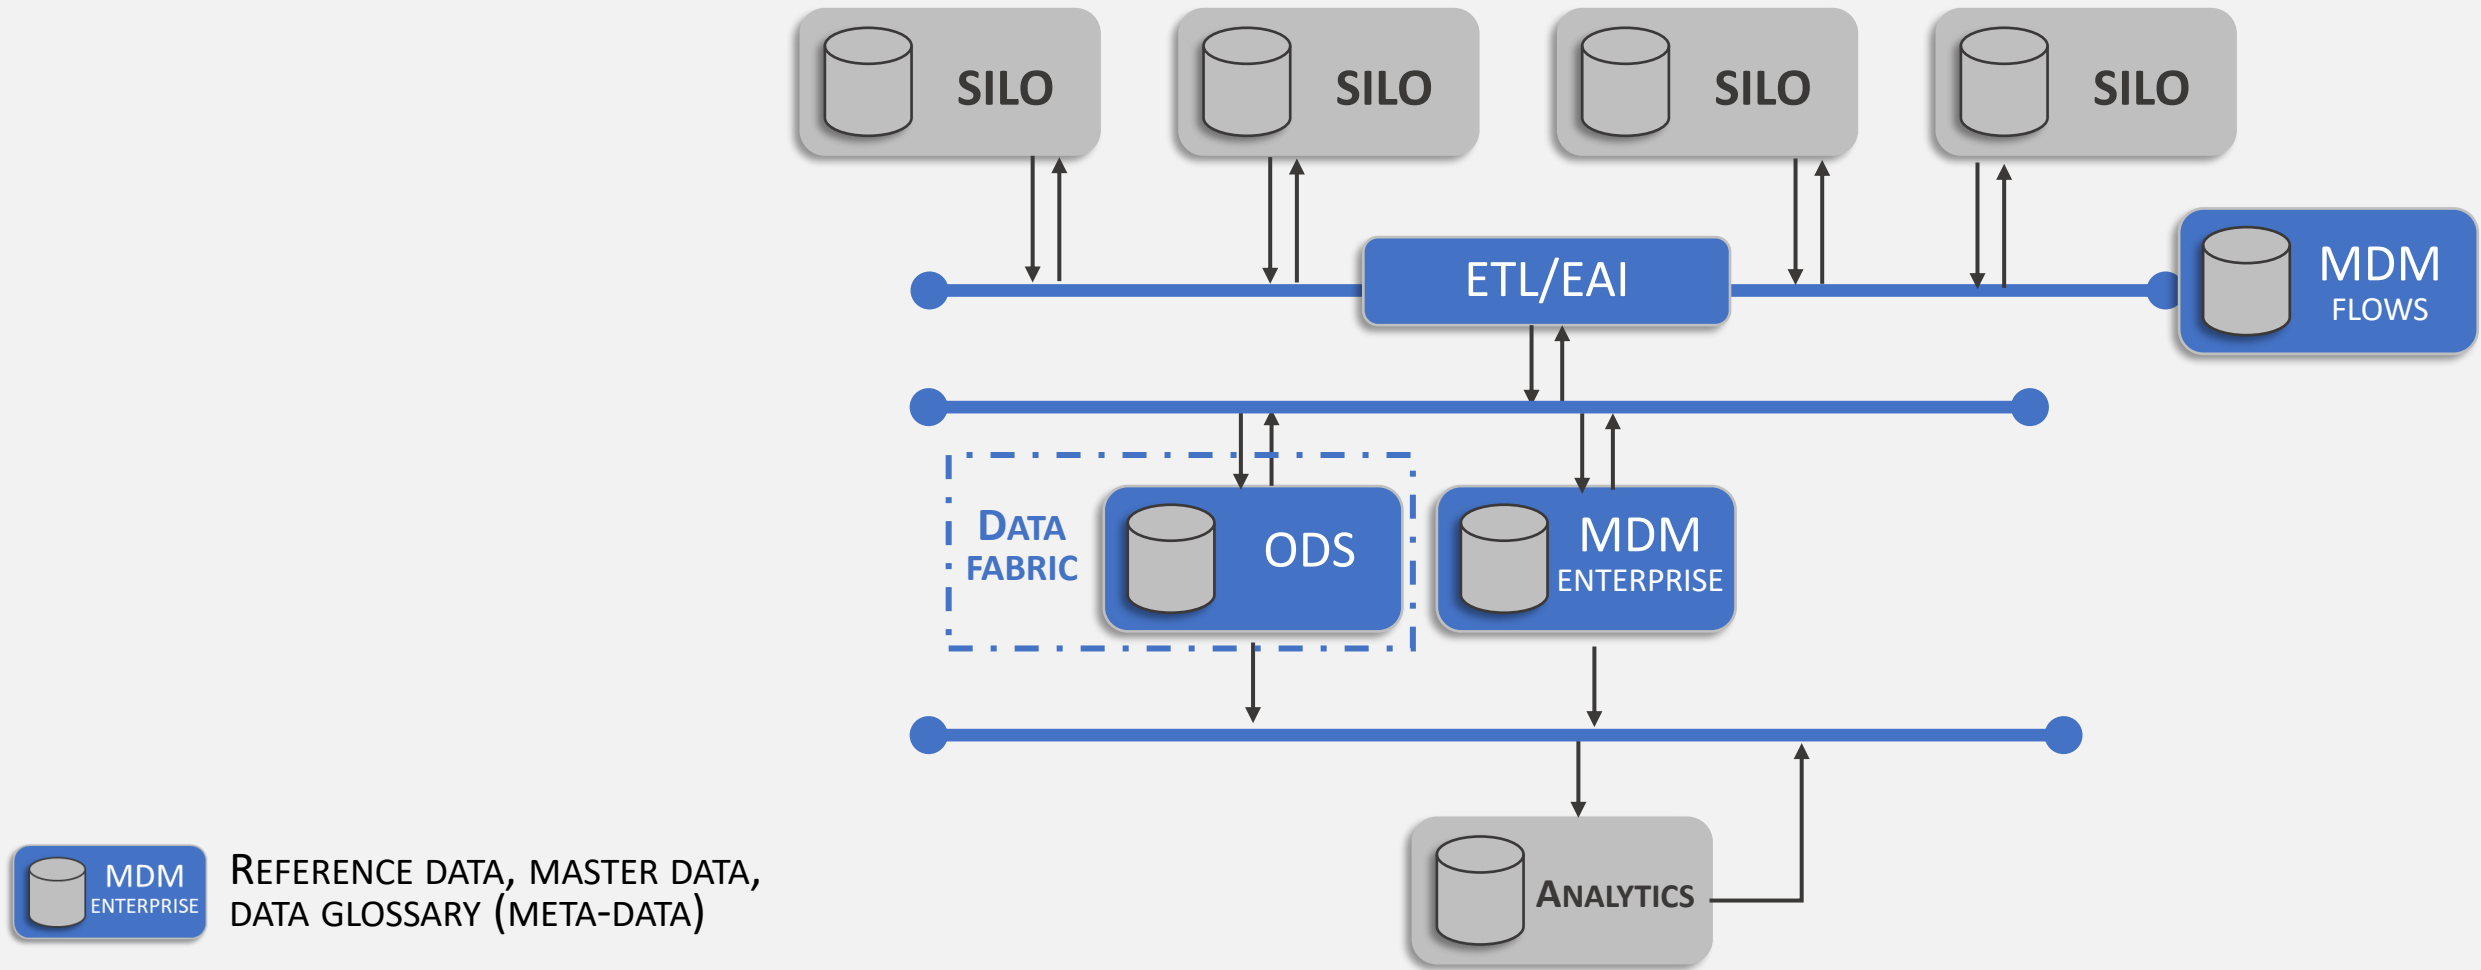 SILO
SILO
SILO
SILO
ETL/EAI
MDM
FLOWS
DATA
FABRIC
ODS
MDM
ENTERPRISE
ANALYTICS
MDM
ENTERPRISE
REFERENCE DATA, MASTER DATA,
DATA GLOSSARY (META-DATA)